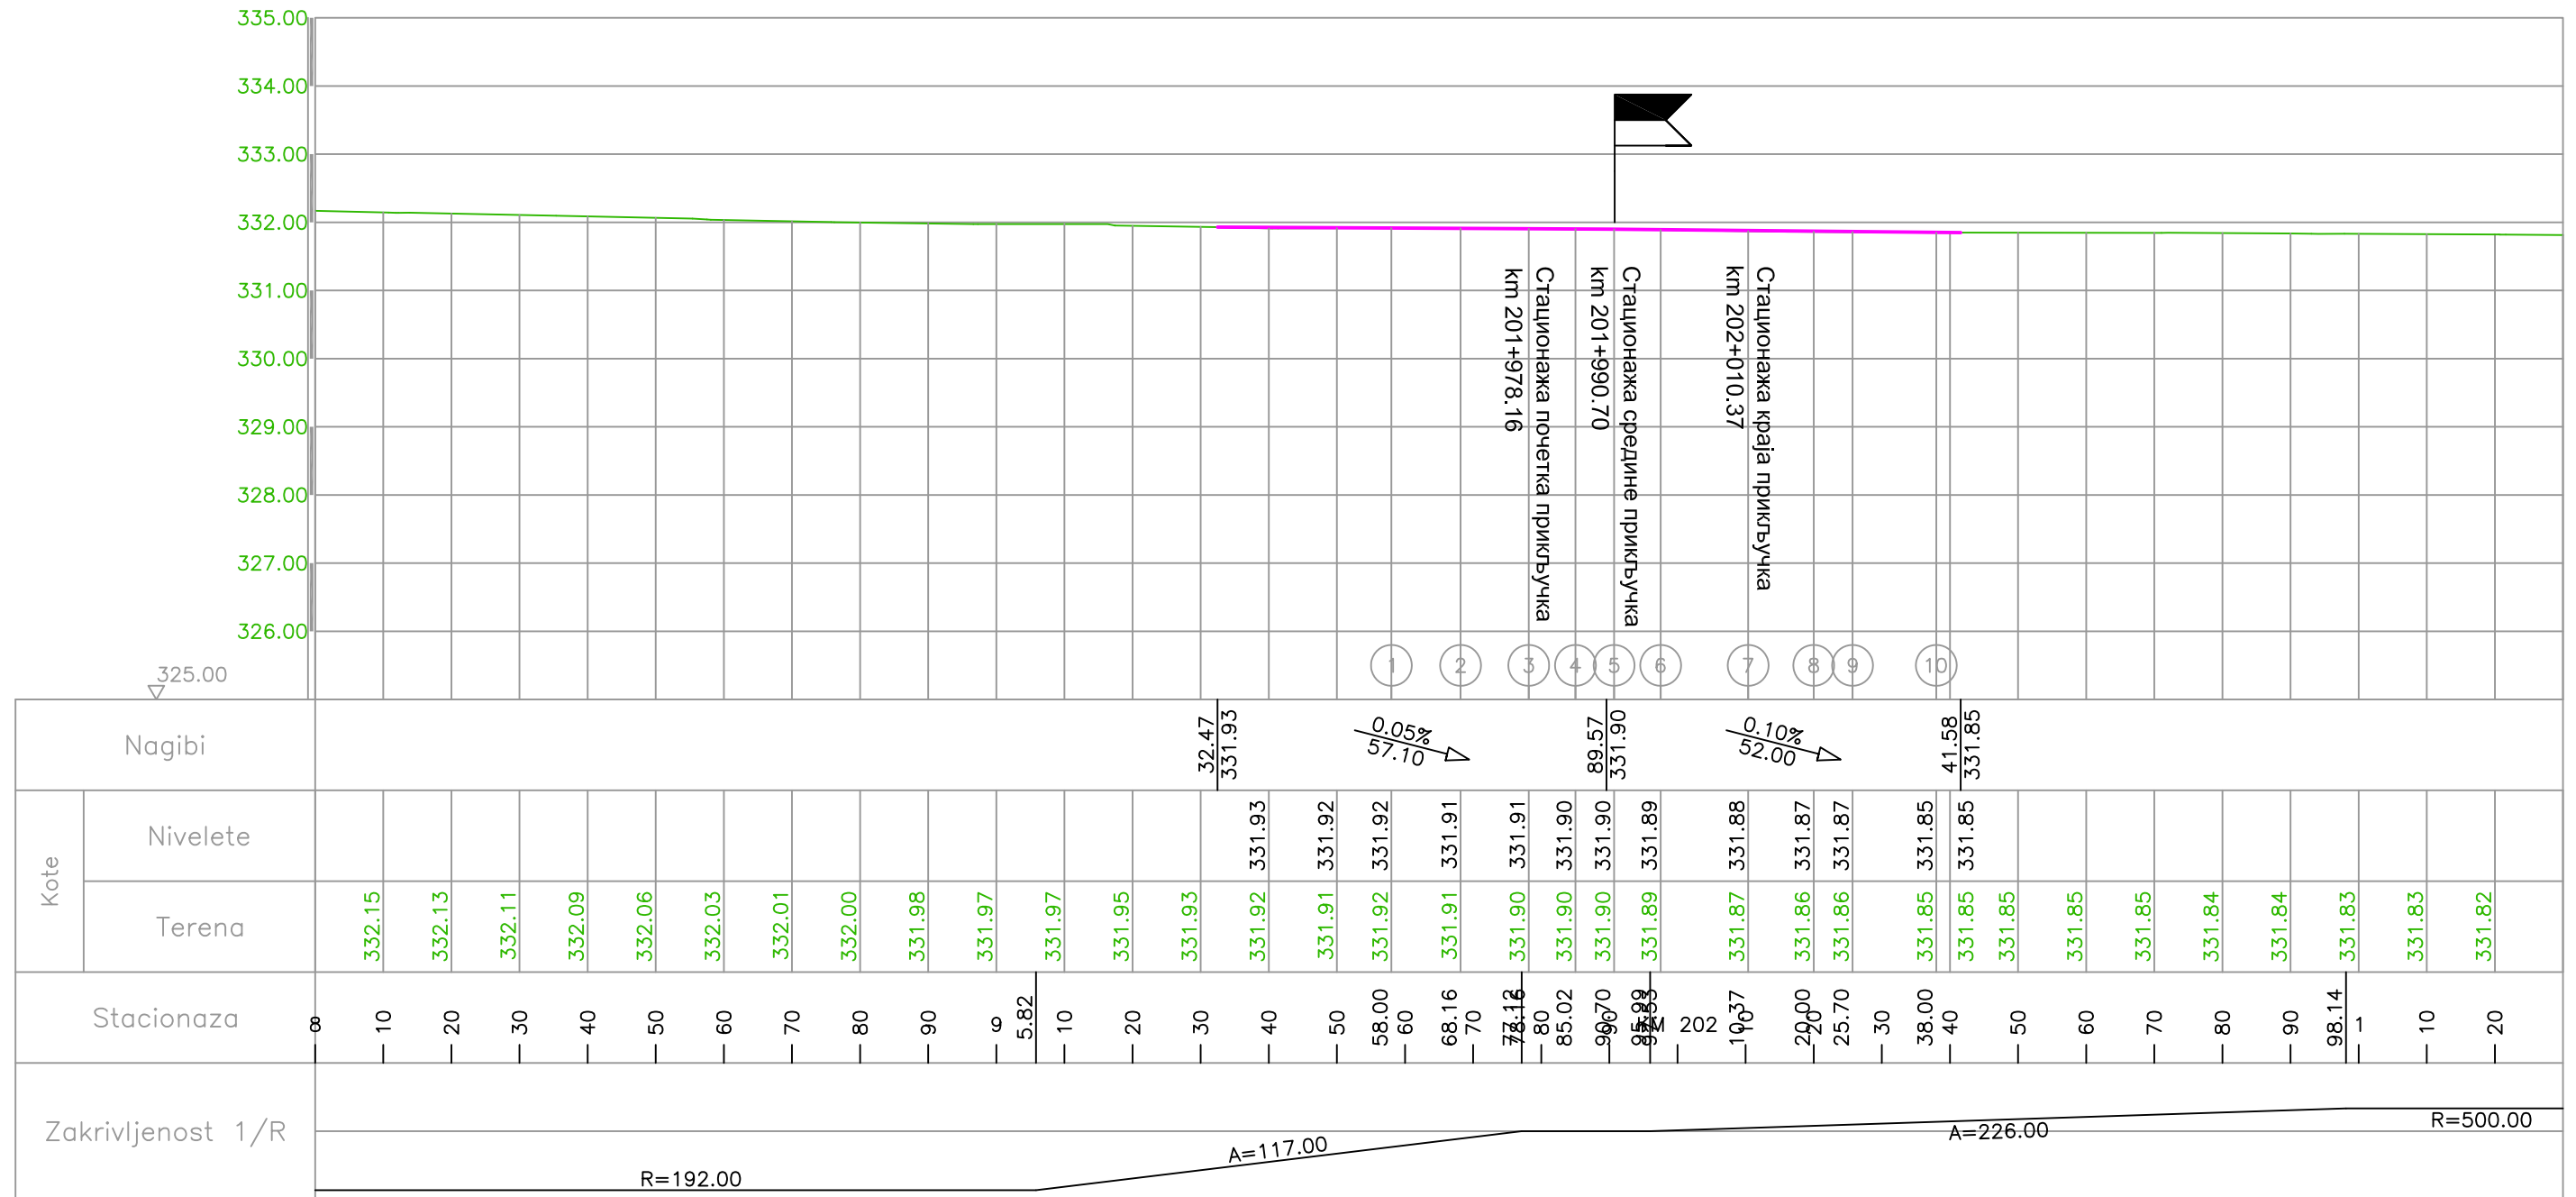 335.00
334.00
333.00
332.00
331.00
330.00
329.00
328.00
327.00
326.00
325.00
km 201+978.16
Стационажа почетка прикључка
km 201+990.70
Стационажа средине прикључка
km 202+010.37
Стационажа краја прикључка
1 2 3 4 5 6 7 8 9 10
Nagibi
32.47
331.93
0.05%
57.10
89.57
331.90
0.10%
52.00
41.58
331.85
Kote
Nivelete
331.93 331.92 331.92 331.91 331.91 331.90 331.90 331.89 331.88 331.87 331.87 331.85 331.85
Terena
332.15 332.13 332.11 332.09 332.06 332.03 332.01 332.00 331.98 331.97 331.97 331.95 331.93 331.92 331.91 331.92 331.91 331.90 331.90 331.90 331.89 331.87 331.86 331.86 331.85 331.85 331.85 331.85 331.85 331.84 331.84 331.83 331.83 331.82
Stacionaza
8 10 20 30 40 50 60 70 80 90 9 5.82 10 20 30 40 50 58.00 60 68.16 70 77.12 78.16 80 85.02 90.70 90 95.99 KM 202 10.37 10 20.00 20 25.70 30 38.00 40 50 60 70 80 90 98.14 1 10 20
Zakrivljenost 1/R
R=192.00
A=117.00
A=226.00
R=500.00